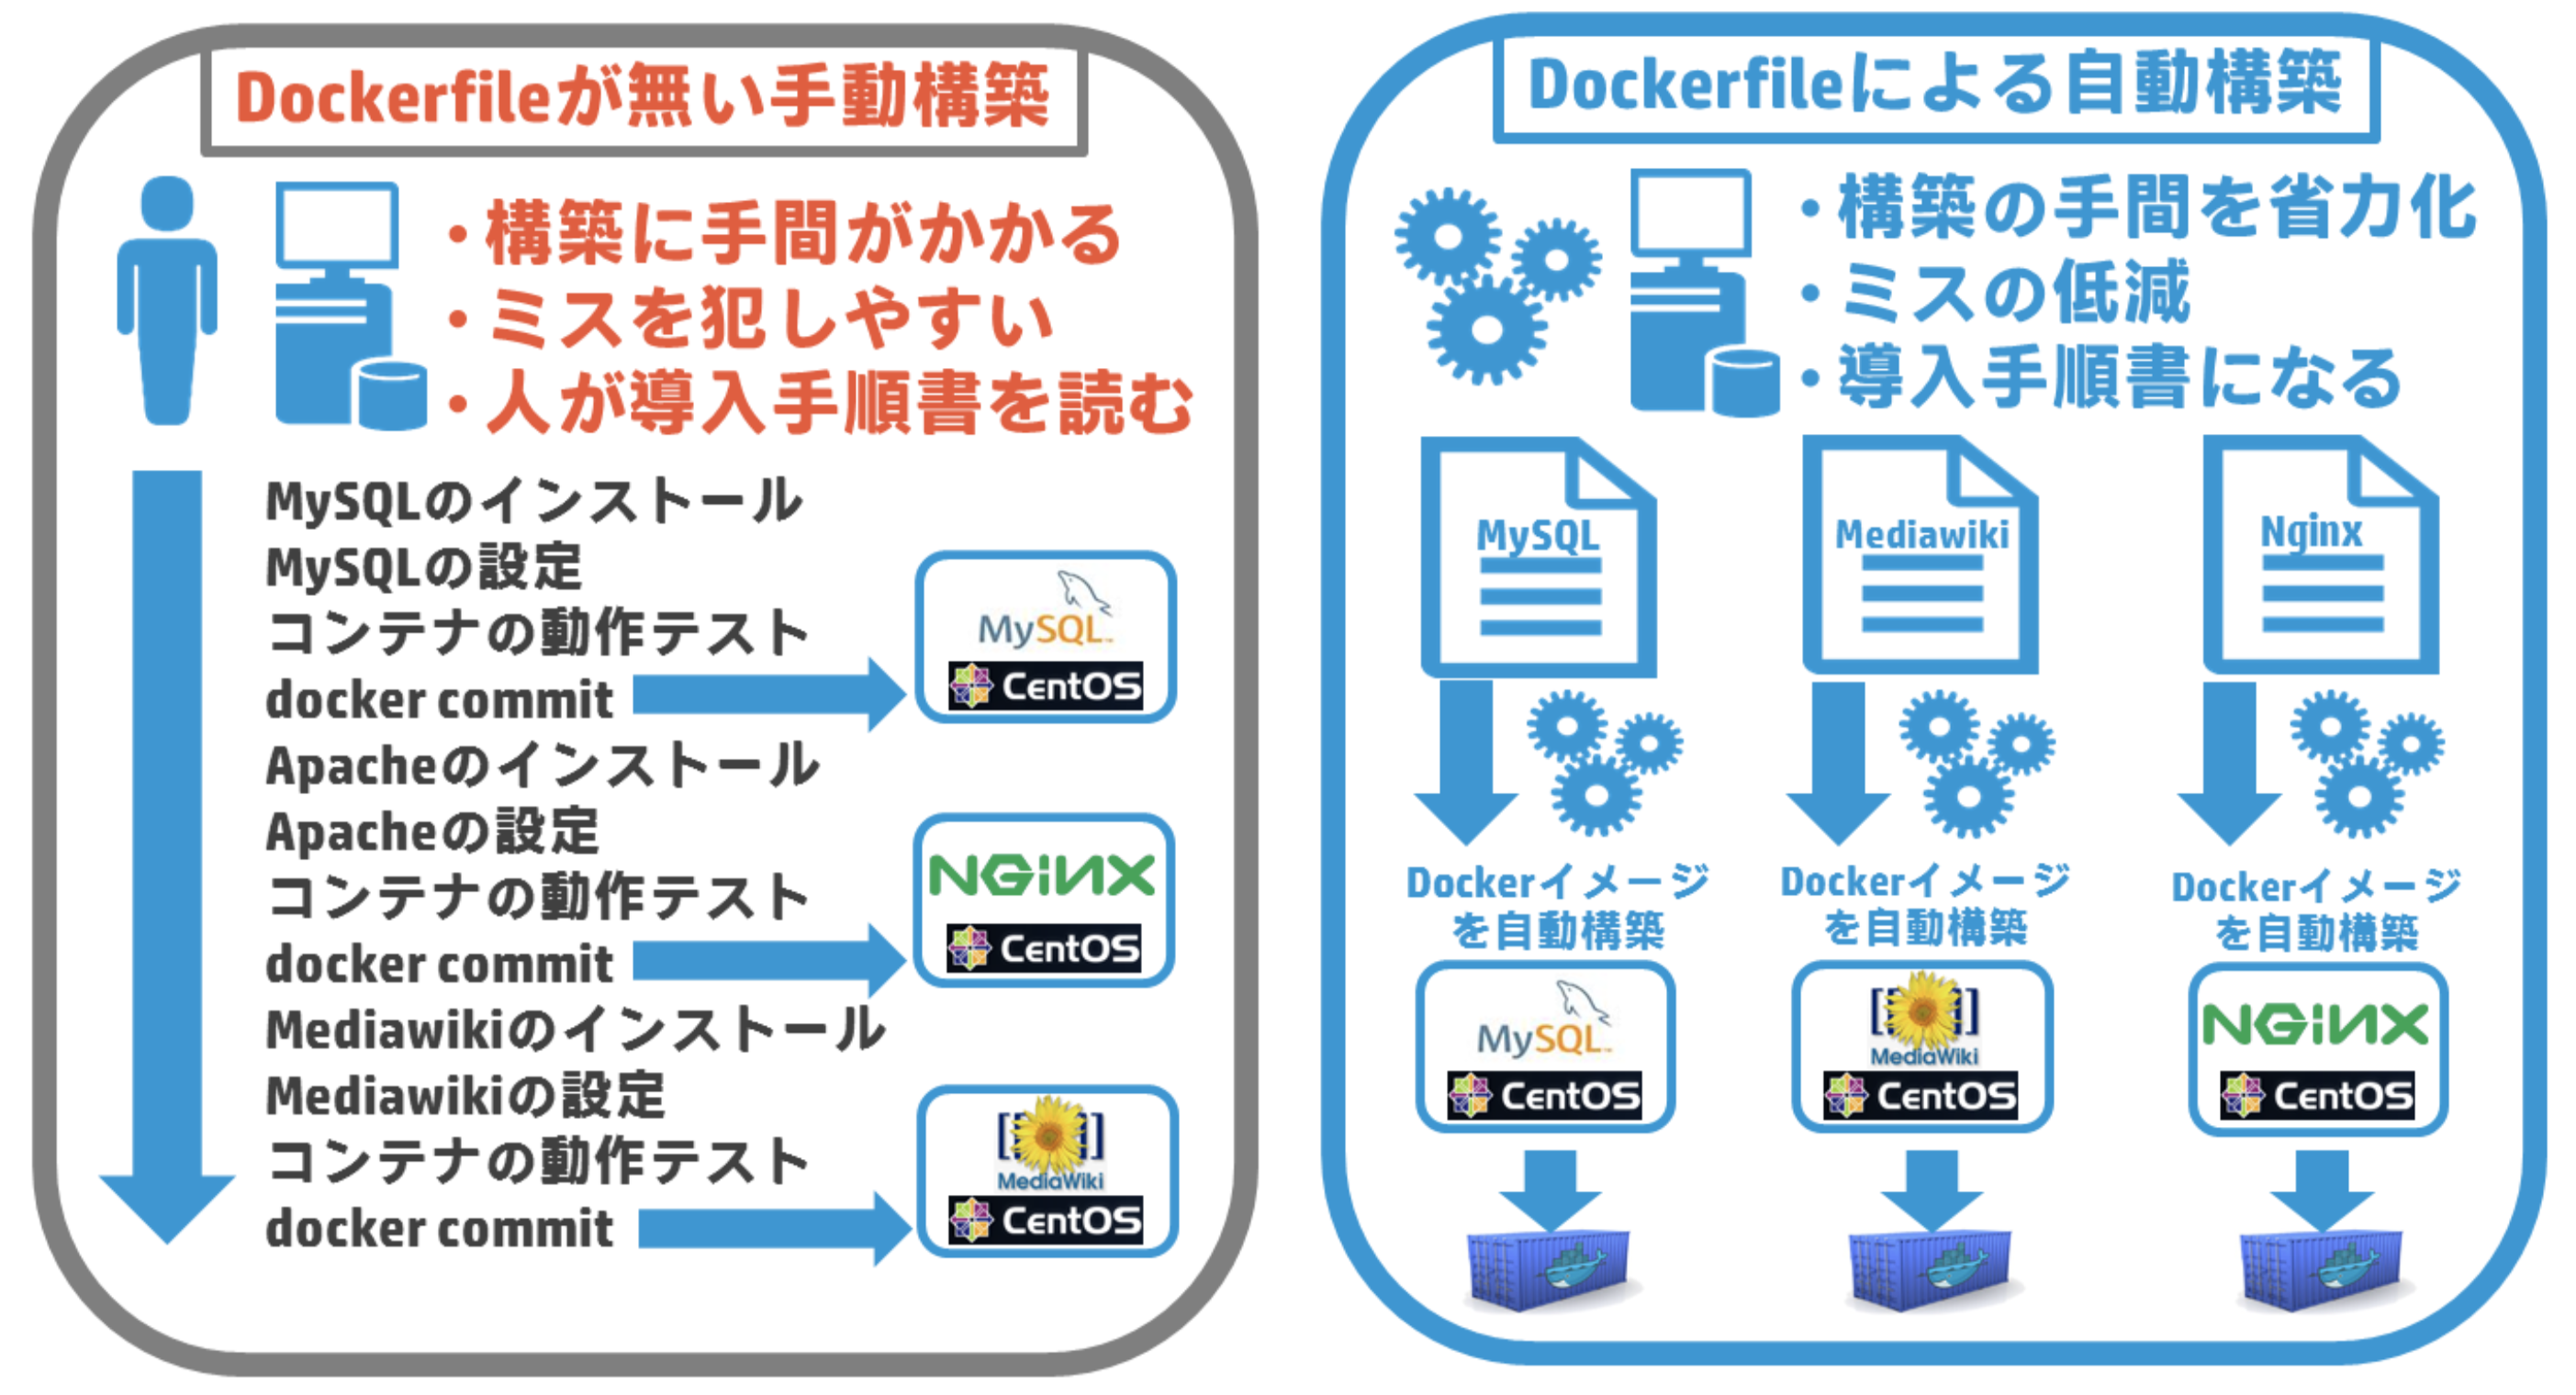 Dockerfileが無い手動構築
・構築に手間がかかる
・ミスを犯しやすい
・人が導入手順書を読む
MySQLのインストール
MySQLの設定
コンテナの動作テスト
docker commit
MySQL
CentOS
Apacheのインストール
Apacheの設定
コンテナの動作テスト
docker commit
NGINX
CentOS
Mediawikiのインストール
Mediawikiの設定
コンテナの動作テスト
docker commit
MediaWiki
CentOS
Dockerfileによる自動構築
・構築の手間を省力化
・ミスの低減
・導入手順書になる
MySQL
Mediawiki
Nginx
Dockerイメージ
を自動構築
Dockerイメージ
を自動構築
Dockerイメージ
を自動構築
MySQL
CentOS
MediaWiki
CentOS
NGINX
CentOS